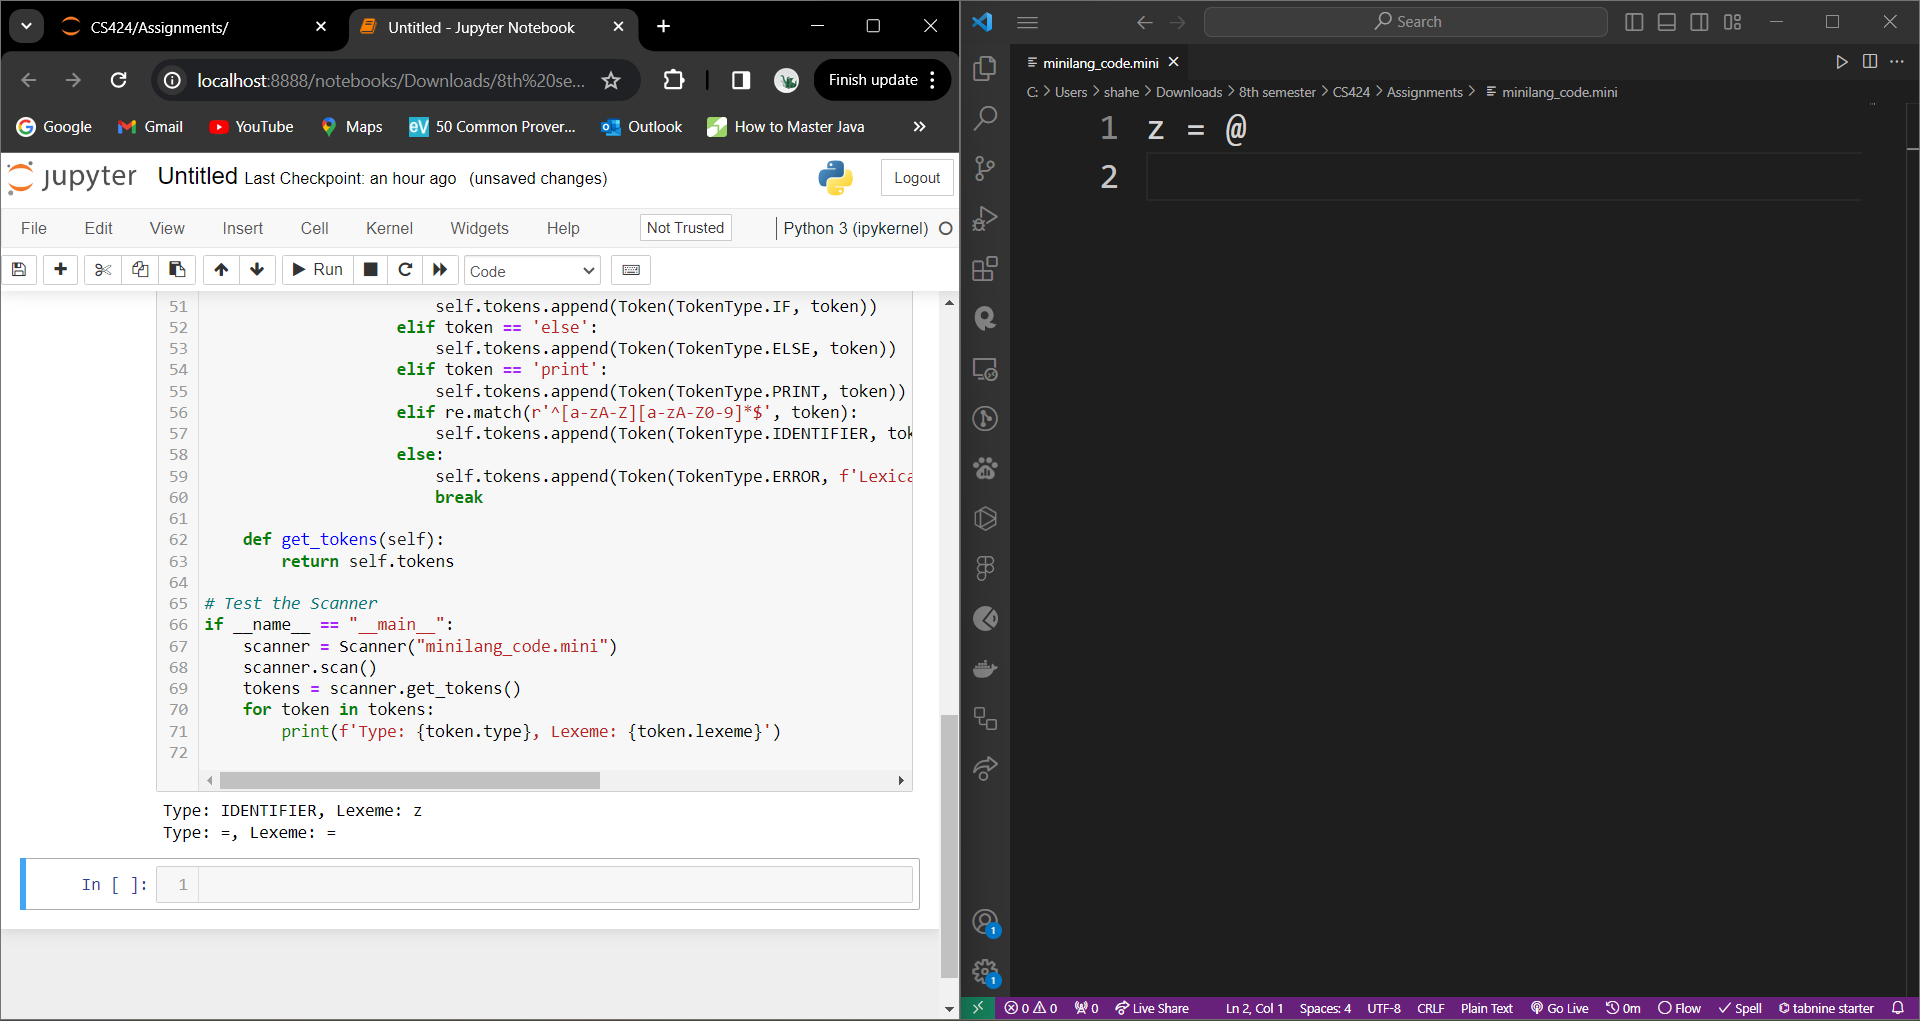 CS424/Assignments/
Untitled - Jupyter Notebook
localhost:8888/notebooks/Downloads/8th%20se...
Finish update
Google
Gmail
YouTube
Maps
eV 50 Common Prover...
Outlook
How to Master Java
»
jupyter Untitled Last Checkpoint: an hour ago (unsaved changes)
Logout
File Edit View Insert Cell Kernel Widgets Help
Not Trusted
Python 3 (ipykernel)
Run
Code
51 self.tokens.append(Token(TokenType.IF, token))
52 elif token == 'else':
53 self.tokens.append(Token(TokenType.ELSE, token))
54 elif token == 'print':
55 self.tokens.append(Token(TokenType.PRINT, token))
56 elif re.match(r'^[a-zA-Z][a-zA-Z0-9]*$', token):
57 self.tokens.append(Token(TokenType.IDENTIFIER, tok
58 else:
59 self.tokens.append(Token(TokenType.ERROR, f'Lexica
60 break
61
62 def get_tokens(self):
63 return self.tokens
64
65 # Test the Scanner
66 if __name__ == "__main__":
67 scanner = Scanner("minilang_code.mini")
68 scanner.scan()
69 tokens = scanner.get_tokens()
70 for token in tokens:
71 print(f'Type: {token.type}, Lexeme: {token.lexeme}')
72
Type: IDENTIFIER, Lexeme: z
Type: =, Lexeme: =
In [ ]: 1
Search
minilang_code.mini
C: > Users > shahe > Downloads > 8th semester > CS424 > Assignments > minilang_code.mini
1 z = @
2
1
1
0 0 0 Live Share Ln 2, Col 1 Spaces: 4 UTF-8 CRLF Plain Text Go Live 0m Flow Spell tabnine starter